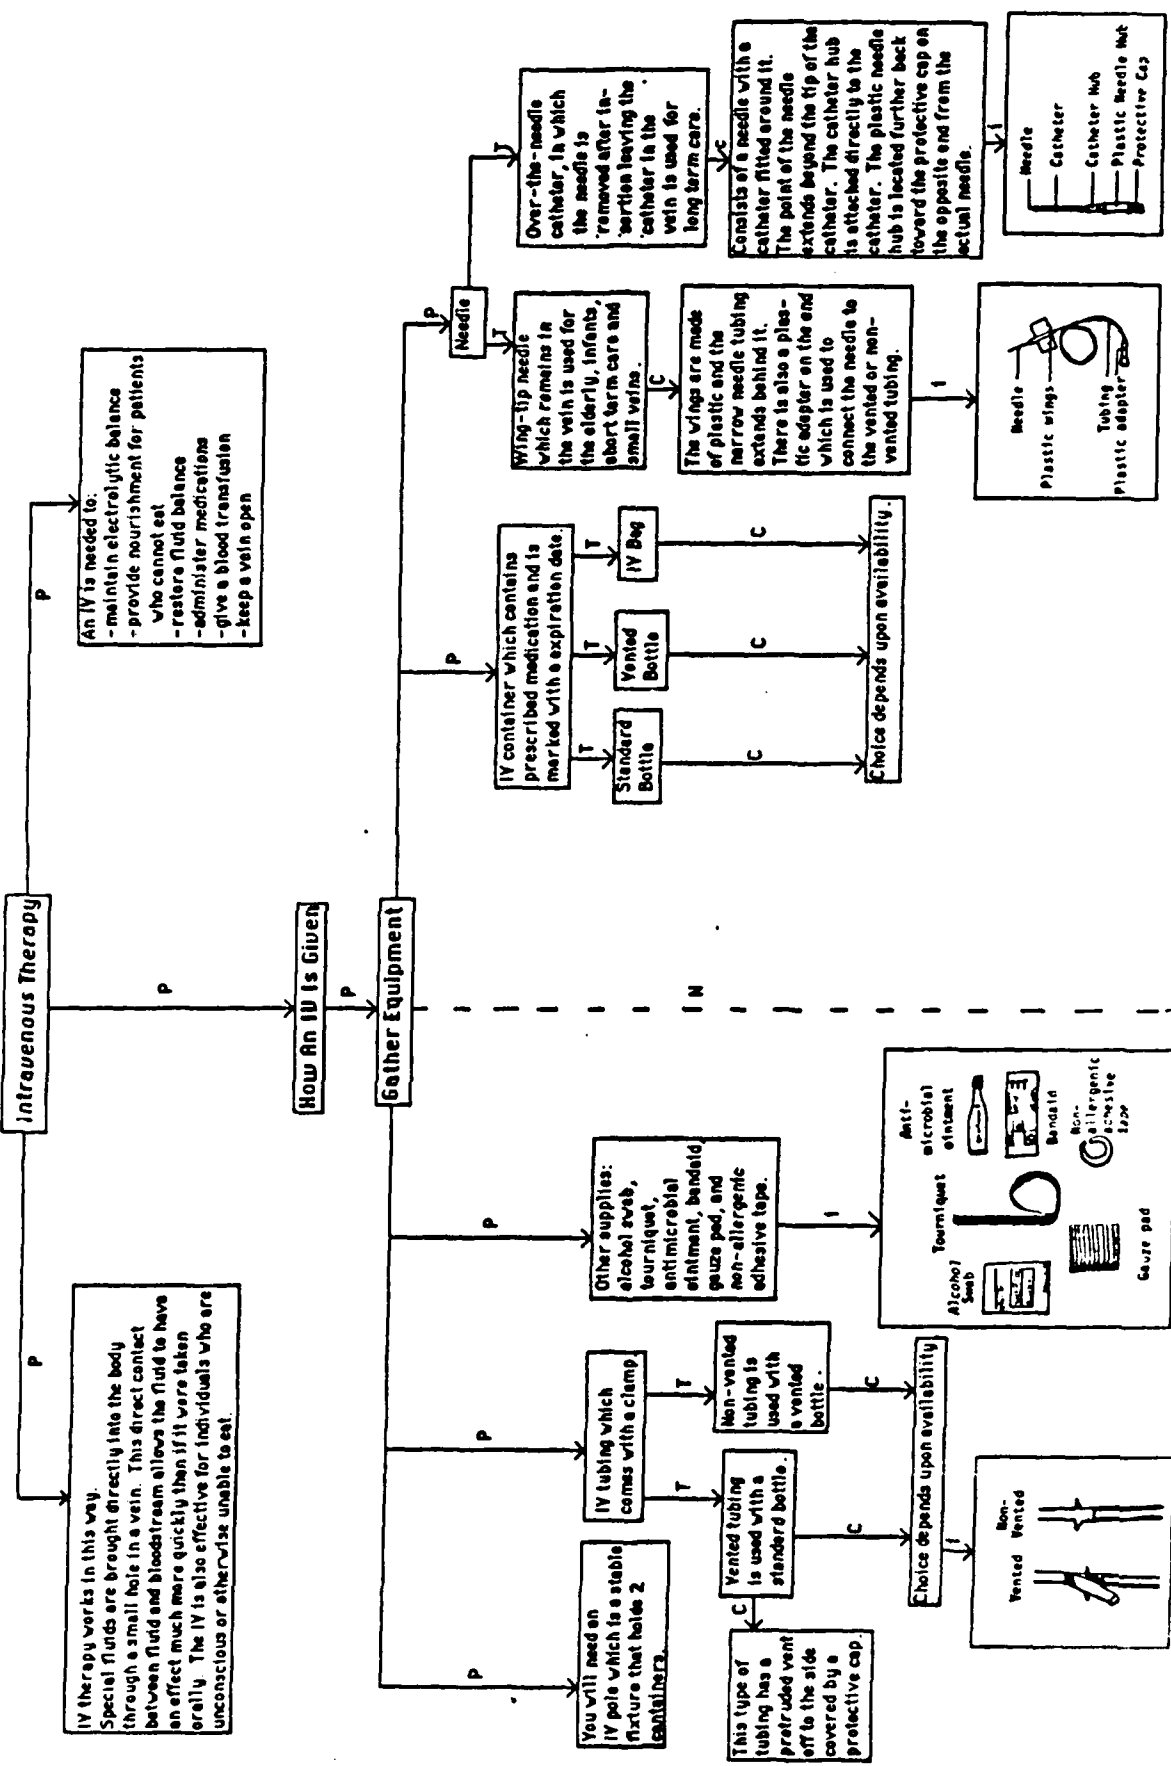 Intravenous Therapy
P
P
P
IV therapy works in this way.
Special fluids are brought directly into the body
through a small hole in a vein. This direct contact
between fluid and bloodstream allows the fluid to have
an effect much more quickly than if it were taken
orally. The IV is also effective for individuals who are
unconscious or otherwise unable to eat.
An IV is needed to:
-maintain electrolytic balance
-provide nourishment for patients
who cannot eat
-restore fluid balance
-administer medications
-give a blood transfusion
-keep a vein open
How An IV Is Given
P
Gather Equipment
P
P
P
P
P
N
You will need an
IV pole which is a stable
fixture that holds 2
containers.
IV tubing which
comes with a clamp.
T
T
Vented tubing
is used with a
standard bottle.
Non-vented
tubing is
used with
a vented
bottle.
C
C
C
This type of
tubing has a
protruded vent
off to the side
covered by a
protective cap.
Choice depends upon availability
i
Vented
Non-
Vented
Other supplies:
alcohol swab,
tourniquet,
antimicrobial
ointment, bandaid,
gauze pad, and
non-allergenic
adhesive tape.
i
Alcohol
Swab
Tourniquet
Anti-
microbial
ointment
Bandaid
Gauze pad
Non-
allergenic
adhesive
tape
IV container which contains
prescribed medication and is
marked with a expiration date.
T
T
T
Standard
Bottle
Vented
Bottle
IV Bag
C
C
C
Choice depends upon availability.
Needle
T
T
Wing-tip needle
which remains in
the vein is used for
the elderly, infants,
short term care and
small veins.
C
The wings are made
of plastic and the
narrow needle tubing
extends behind it.
There is also a plas-
tic adapter on the end
which is used to
connect the needle to
the vented or non-
vented tubing.
i
Needle
Plastic wings
Tubing
Plastic adapter
Over-the-needle
catheter, in which
the needle is
removed after in-
sertion leaving the
catheter in the
vein is used for
long term care.
C
Consists of a needle with a
catheter fitted around it.
The point of the needle
extends beyond the tip of the
catheter. The catheter hub
is attached directly to the
catheter. The plastic needle
hub is located further back
toward the protective cap on
the opposite end from the
actual needle.
i
Needle
Catheter
Catheter Hub
Plastic Needle Hub
Protective Cap